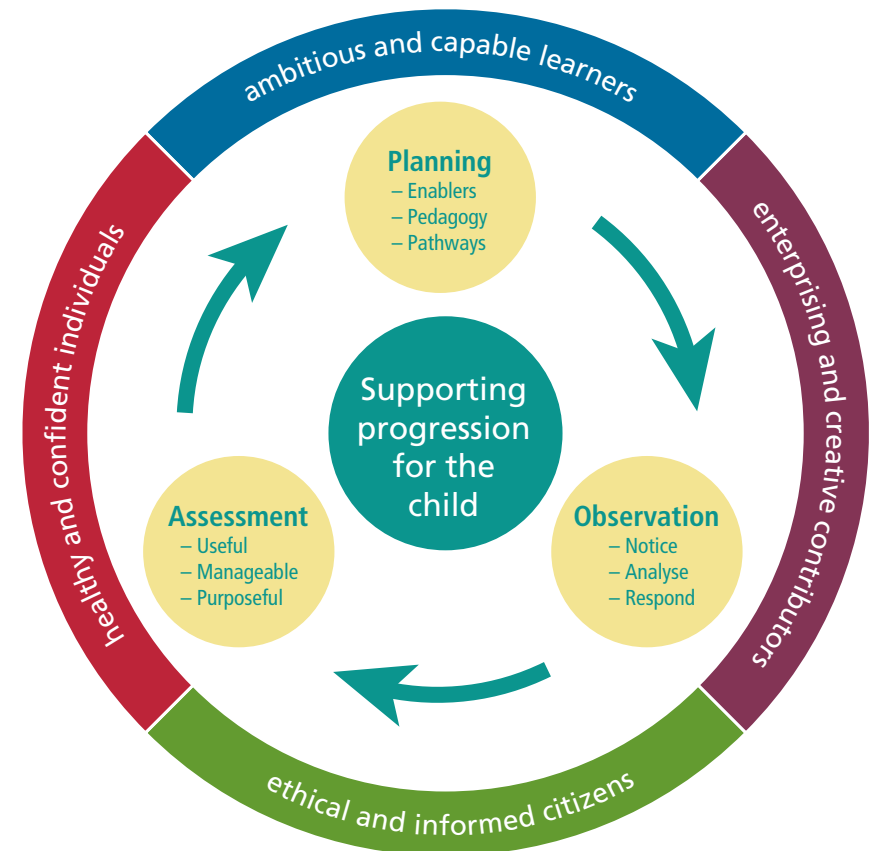 ambitious and capable learners
enterprising and creative contributors
ethical and informed citizens
healthy and confident individuals
Planning
– Enablers
– Pedagogy
– Pathways
Supporting
progression
for the
child
Assessment
– Useful
– Manageable
– Purposeful
Observation
– Notice
– Analyse
– Respond